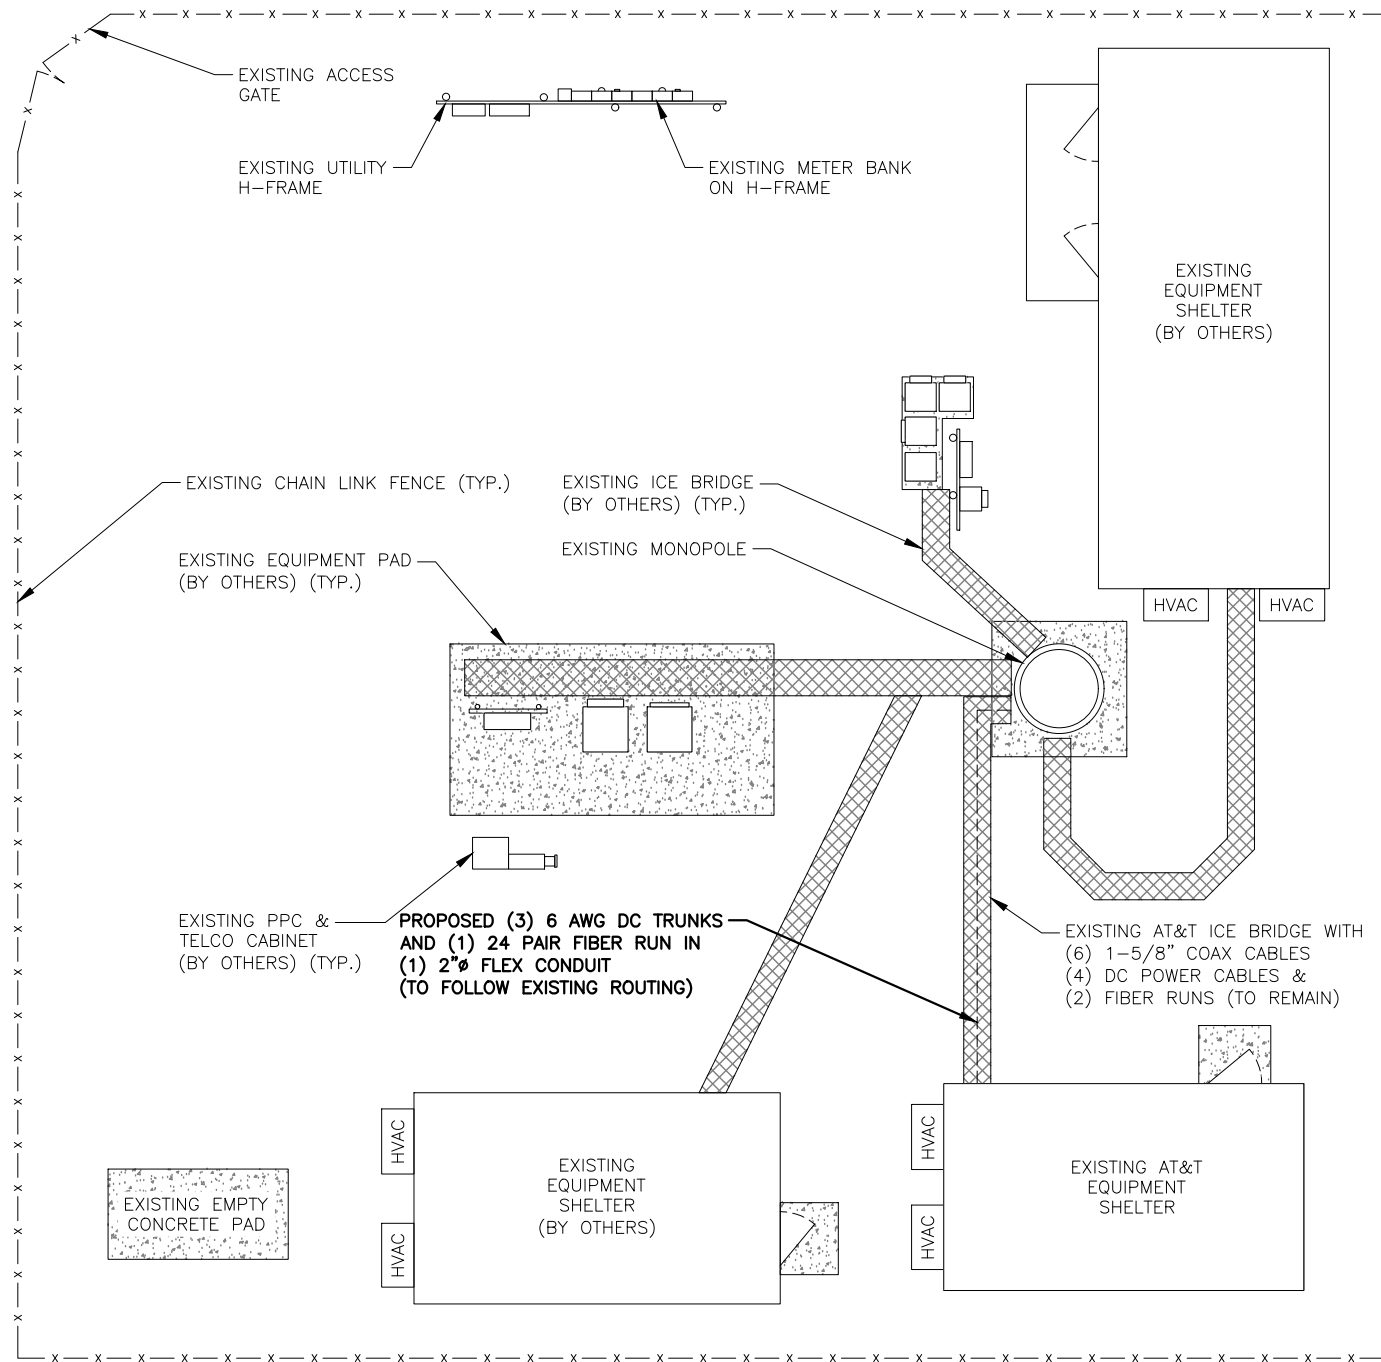 EXISTING ACCESS
GATE
EXISTING UTILITY
H-FRAME
EXISTING METER BANK
ON H-FRAME
EXISTING
EQUIPMENT
SHELTER
(BY OTHERS)
EXISTING CHAIN LINK FENCE (TYP.)
EXISTING ICE BRIDGE
(BY OTHERS) (TYP.)
EXISTING MONOPOLE
EXISTING EQUIPMENT PAD
(BY OTHERS) (TYP.)
HVAC
HVAC
EXISTING PPC &
TELCO CABINET
(BY OTHERS) (TYP.)
PROPOSED (3) 6 AWG DC TRUNKS
AND (1) 24 PAIR FIBER RUN IN
(1) 2"ø FLEX CONDUIT
(TO FOLLOW EXISTING ROUTING)
EXISTING AT&T ICE BRIDGE WITH
(6) 1-5/8" COAX CABLES
(4) DC POWER CABLES &
(2) FIBER RUNS (TO REMAIN)
HVAC
HVAC
EXISTING
EQUIPMENT
SHELTER
(BY OTHERS)
HVAC
HVAC
EXISTING AT&T
EQUIPMENT
SHELTER
EXISTING EMPTY
CONCRETE PAD